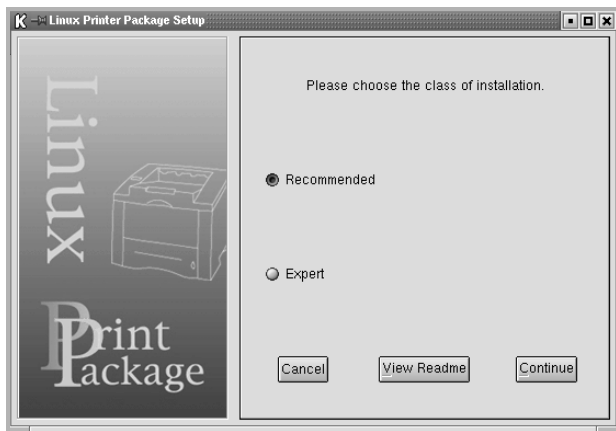 Linux Printer Package Setup
Linux
Print
Package
Please choose the class of installation.
Recommended
Expert
Cancel
View Readme
Continue